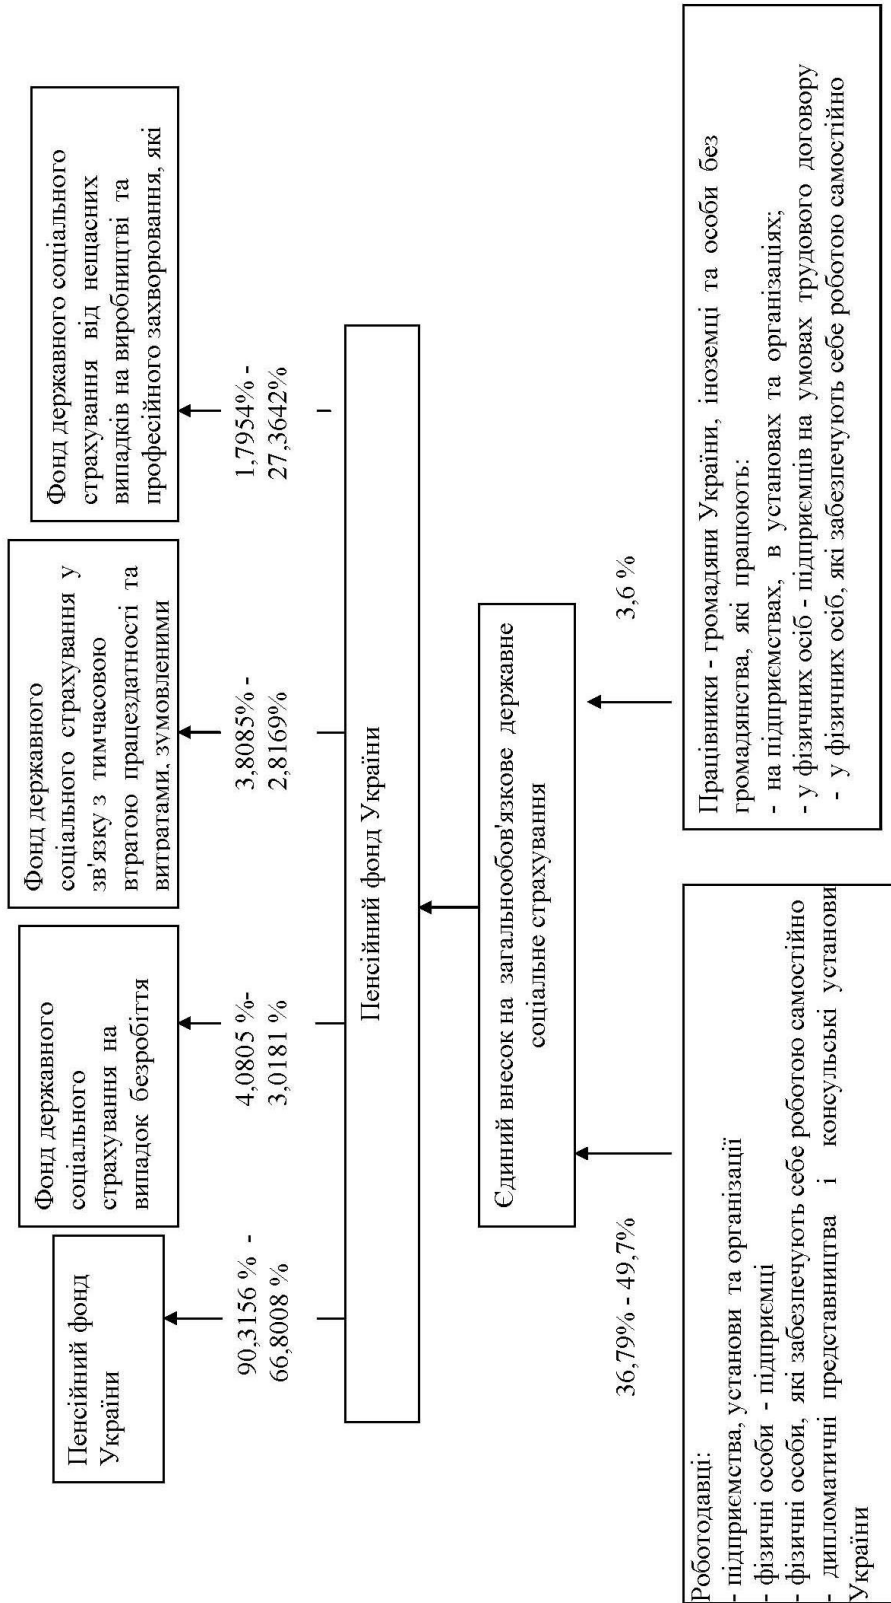 Пенсійний фонд
України
Фонд державного
соціального
страхування на
випадок безробіття
Фонд державного
соціального страхування у
зв'язку з тимчасовою
втратою працездатності та
витратами, зумовленими
Фонд державного соціального
страхування від нещасних
випадків на виробництві та
професійного захворювання, які
90,3156 % -
66,8008 %
4,0805 %-
3,0181 %
3,8085% -
2,8169%
1,7954% -
27,3642%
Пенсійний фонд України
Єдиний внесок на загальнообов'язкове державне
соціальне страхування
36,79% - 49,7%
3,6 %
Роботодавці:
- підприємства, установи та організації
- фізичні особи - підприємці
- фізичні особи, які забезпечують себе роботою самостійно
- дипломатичні представництва і консульські установи
України
Працівники - громадяни України, іноземці та особи без
громадянства, які працюють:
- на підприємствах, в установах та організаціях;
- у фізичних осіб - підприємців на умовах трудового договору
- у фізичних осіб, які забезпечують себе роботою самостійно